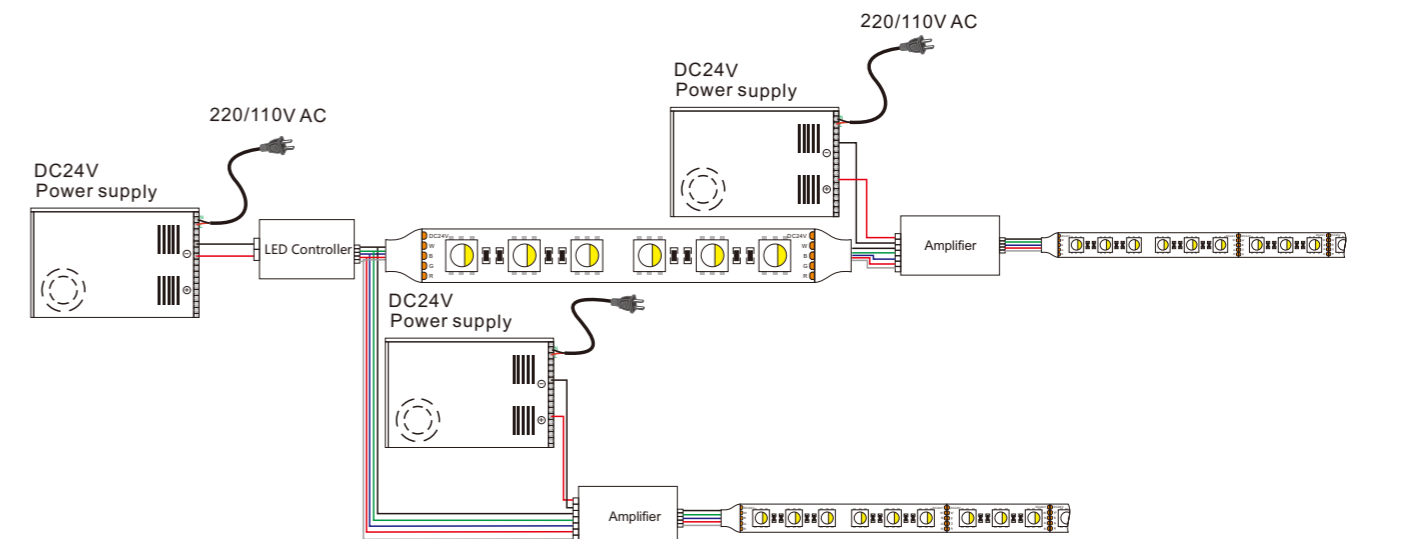 220/110V AC
DC24V
Power supply
220/110V AC
DC24V
Power supply
LED Controller
DC24V
W
B
G
R
DC24V
W
B
G
R
Amplifier
DC24V
Power supply
Amplifier